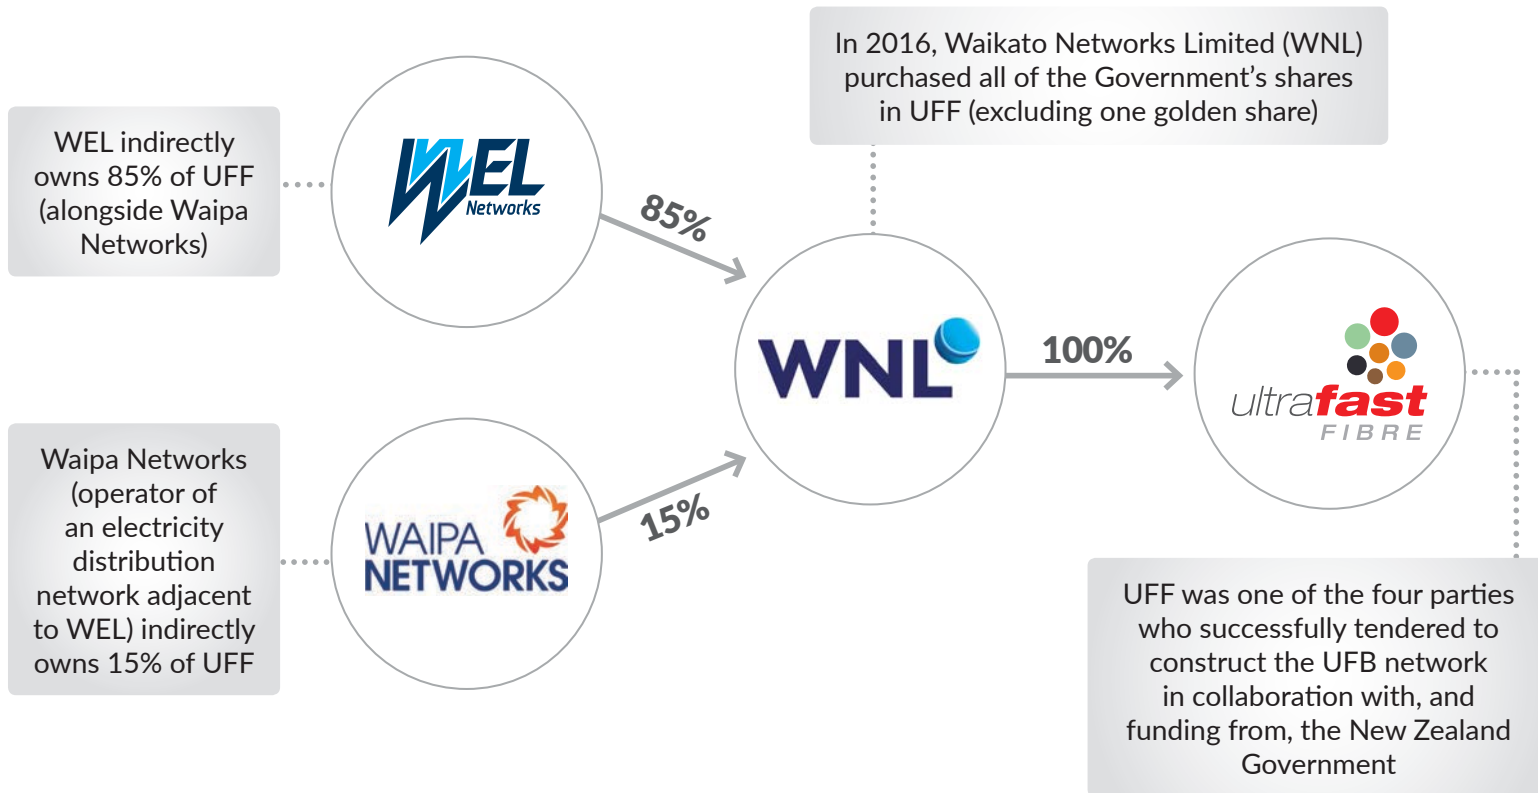 In 2016, Waikato Networks Limited (WNL)
purchased all of the Government’s shares
in UFF (excluding one golden share)
WEL indirectly
owns 85% of UFF
(alongside Waipa
Networks)
WEL
Networks
85%
WNL
100%
ultrafast
FIBRE
Waipa Networks
(operator of
an electricity
distribution
network adjacent
to WEL) indirectly
owns 15% of UFF
WAIPA
NETWORKS
15%
UFF was one of the four parties
who successfully tendered to
construct the UFB network
in collaboration with, and
funding from, the New Zealand
Government